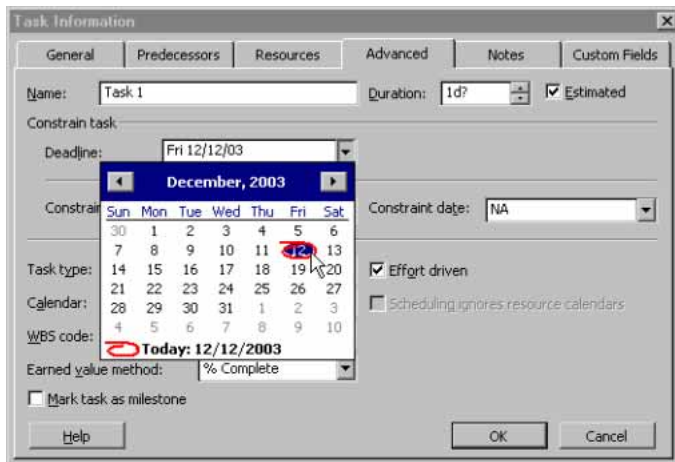 Task Information
General Predecessors Resources Advanced Notes Custom Fields
Name: Task 1 Duration: 1d? Estimated
Constrain task
Deadline: Fri 12/12/03
December, 2003
Constrain Constraint date: NA
Sun Mon Tue Wed Thu Fri Sat
30 1 2 3 4 5 6
7 8 9 10 11 12 13
14 15 16 17 18 19 20
Task type: Effort driven
21 22 23 24 25 26 27
Calendar: Scheduling ignores resource calendars
28 29 30 31 1 2 3
4 5 6 7 8 9 10
WBS code:
Today: 12/12/2003
Earned value method: % Complete
Mark task as milestone
Help OK Cancel